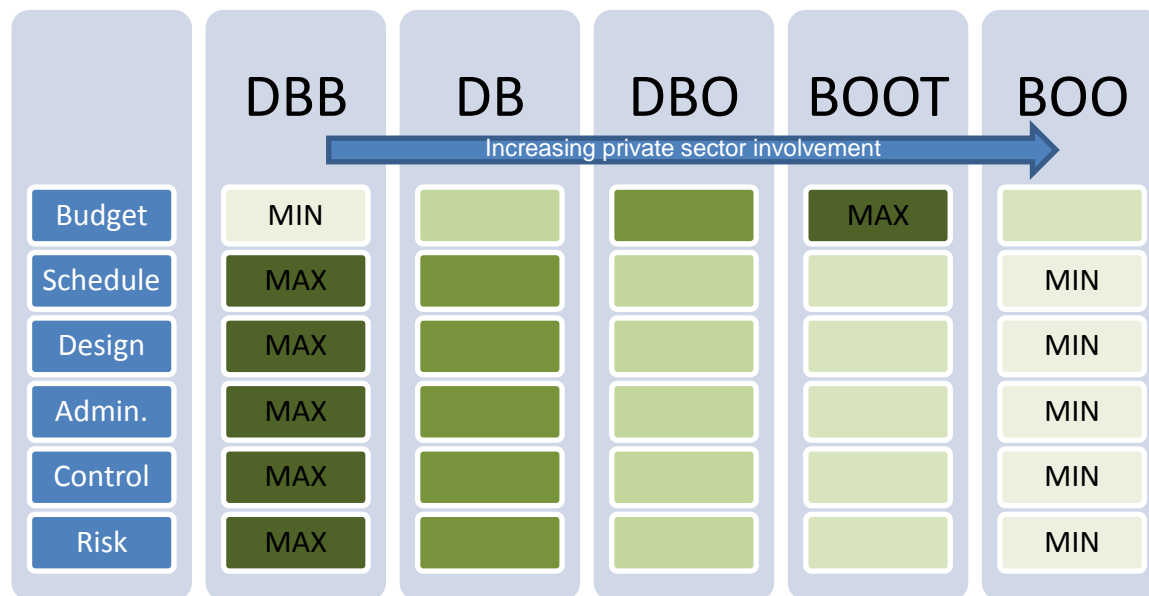 DBB DB DBO BOOT BOO
Increasing private sector involvement
Budget MIN MAX
Schedule MAX MIN
Design MAX MIN
Admin. MAX MIN
Control MAX MIN
Risk MAX MIN